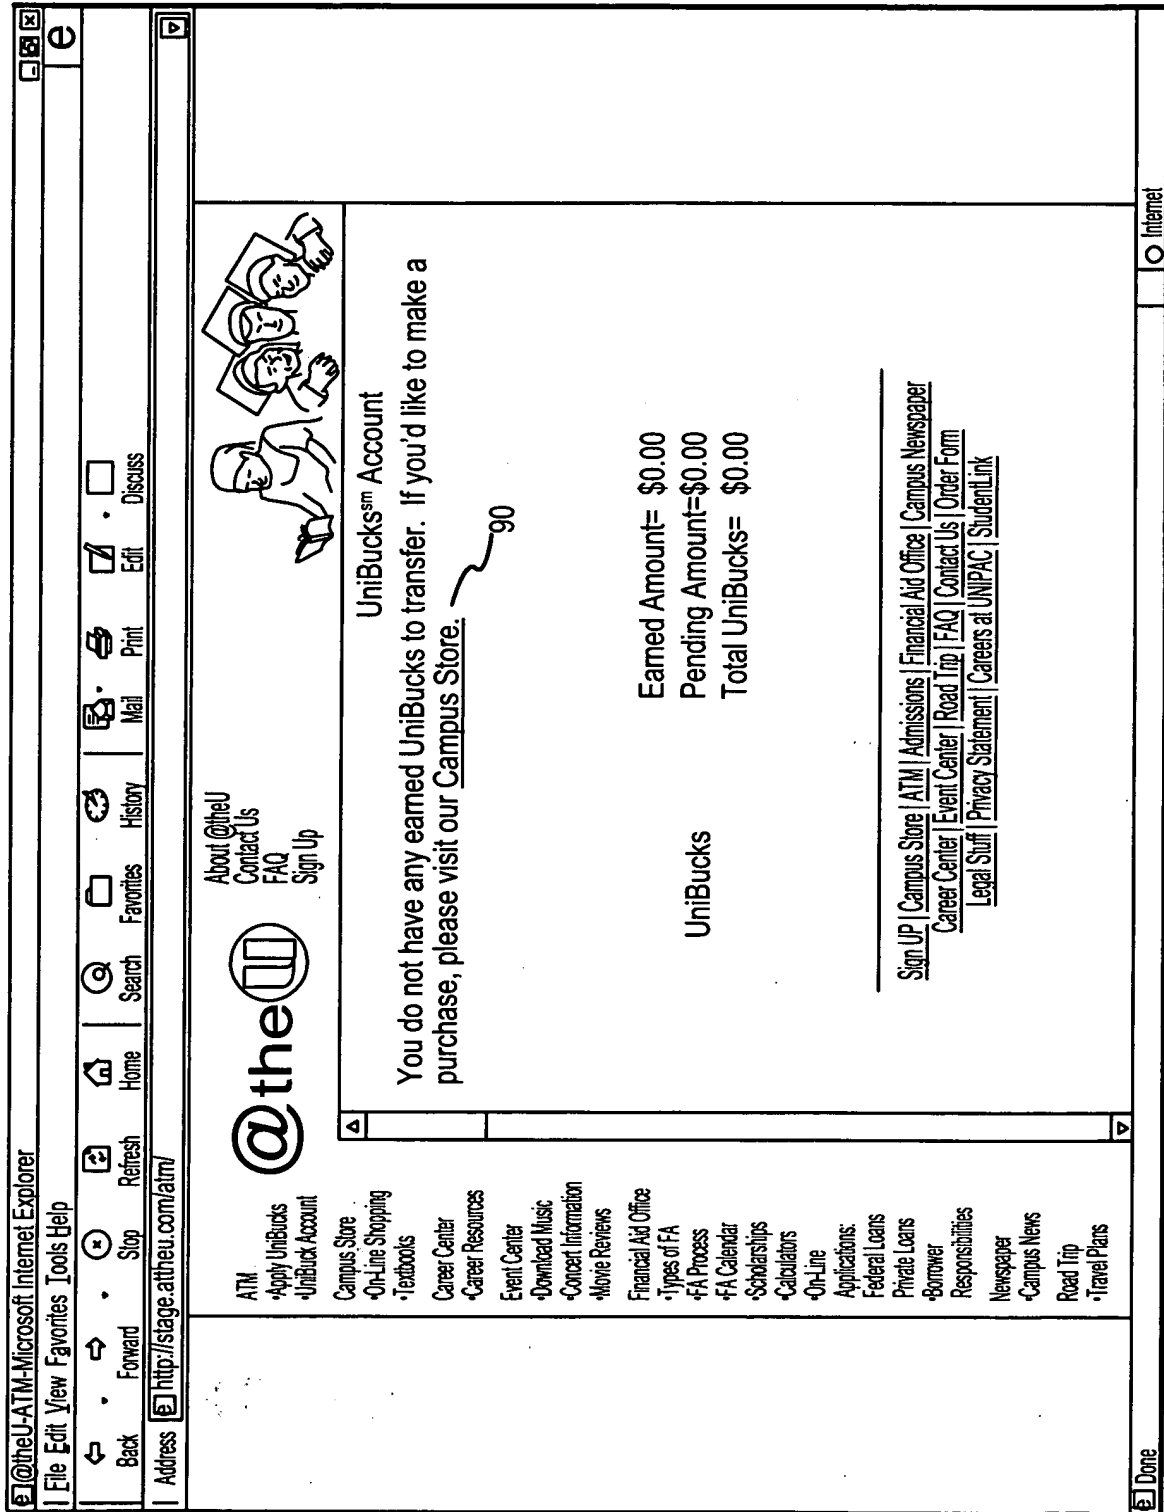 @theU-ATM-Microsoft Internet Explorer
File Edit View Favorites Tools Help
e
Back Forward Stop Refresh Home Search Favorites History Mail Print Edit Discuss
Address http://stage.attheu.com/atm/
@theU
About @theU
Contact Us
FAQ
Sign Up
ATM
•Apply UniBucks
•UniBuck Account
Campus Store
•On-Line Shopping
•Textbooks
Career Center
•Career Resources
Event Center
•Download Music
•Concert Information
•Movie Reviews
Financial Aid Office
•Types of FA
•FA Process
•FA Calendar
•Scholarships
•Calculators
•On-Line
Applications:
Federal Loans
Private Loans
•Borrower
Responsibilities
Newspaper
•Campus News
Road Trip
•Travel Plans
UniBucks℠ Account
You do not have any earned UniBucks to transfer. If you'd like to make a
purchase, please visit our Campus Store.
90
Earned Amount= $0.00
UniBucks Pending Amount=$0.00
Total UniBucks= $0.00
Sign UP | Campus Store | ATM | Admissions | Financial Aid Office | Campus Newspaper
Career Center | Event Center | Road Trip | FAQ | Contact Us | Order Form
Legal Stuff | Privacy Statement | Careers at UNIPAC | StudentLink
Done Internet